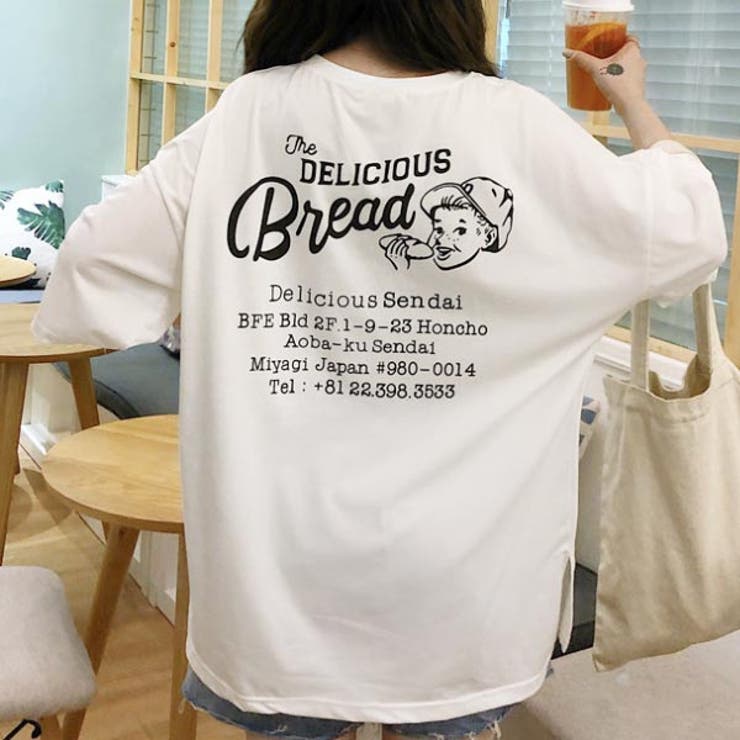 The
DELICIOUS
Bread
Delicious Sendai
BFE Bld 2F.1-9-23 Honcho
Aoba-ku Sendai
Miyagi Japan #980-0014
Tel : +81 22.398.3533